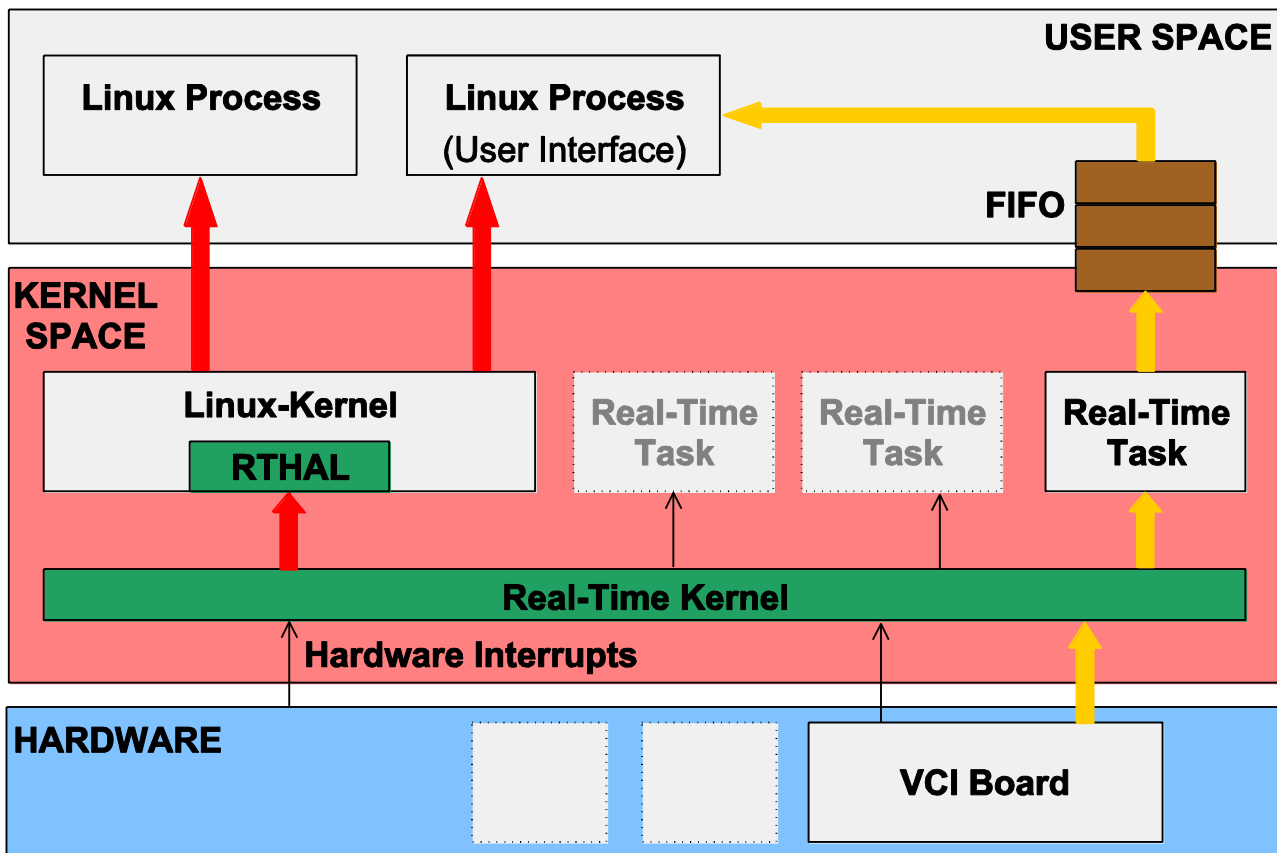 USER SPACE
Linux Process
Linux Process
(User Interface)
FIFO
KERNEL
SPACE
Linux-Kernel
RTHAL
Real-Time
Task
Real-Time
Task
Real-Time
Task
Real-Time Kernel
Hardware Interrupts
HARDWARE
VCI Board